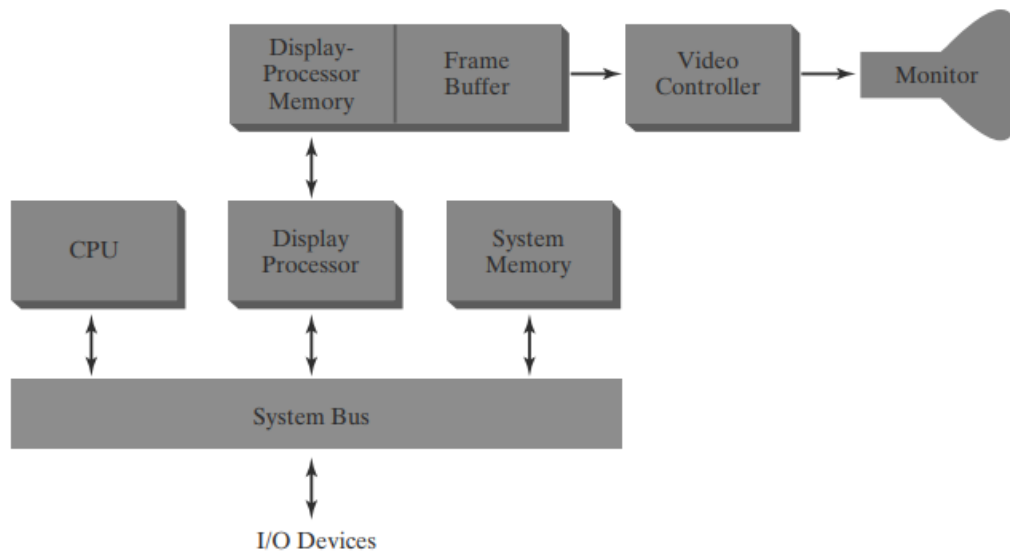 Display-
Processor
Memory
Frame
Buffer
Video
Controller
Monitor
CPU
Display
Processor
System
Memory
System Bus
I/O Devices